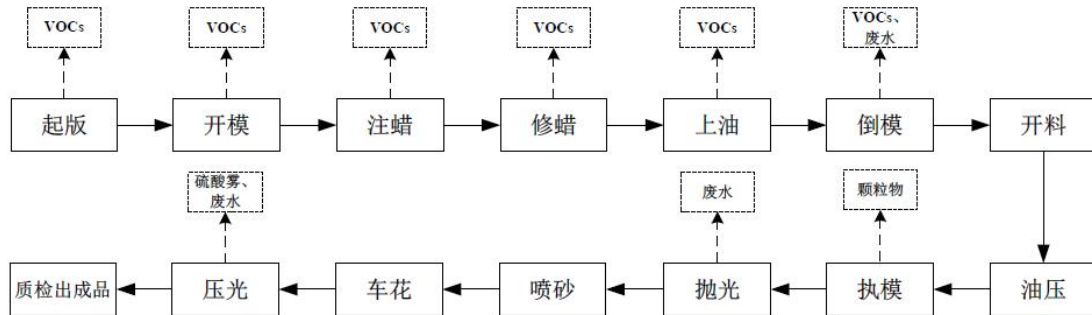 VOCs
VOCs
VOCs
VOCs
VOCs
VOCs、
废水
起版
开模
注蜡
修蜡
上油
倒模
开料
硫酸雾、
废水
废水
颗粒物
质检出成品
压光
车花
喷砂
抛光
执模
油压